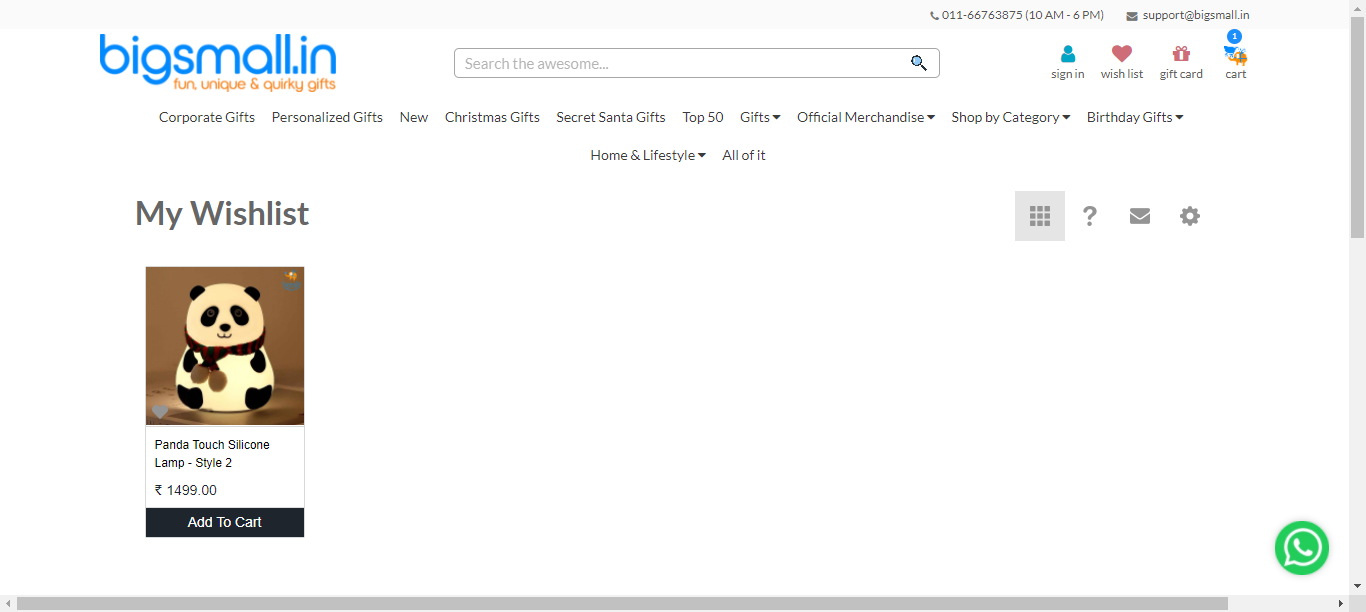 011-66763875 (10 AM - 6 PM) support@bigsmall.in
bigsmall.in
fun, unique & quirky gifts
Search the awesome...
1
sign in wish list gift card cart
Corporate Gifts Personalized Gifts New Christmas Gifts Secret Santa Gifts Top 50 Gifts Official Merchandise Shop by Category Birthday Gifts
Home & Lifestyle All of it
My Wishlist
?
Panda Touch Silicone
Lamp - Style 2
₹ 1499.00
Add To Cart